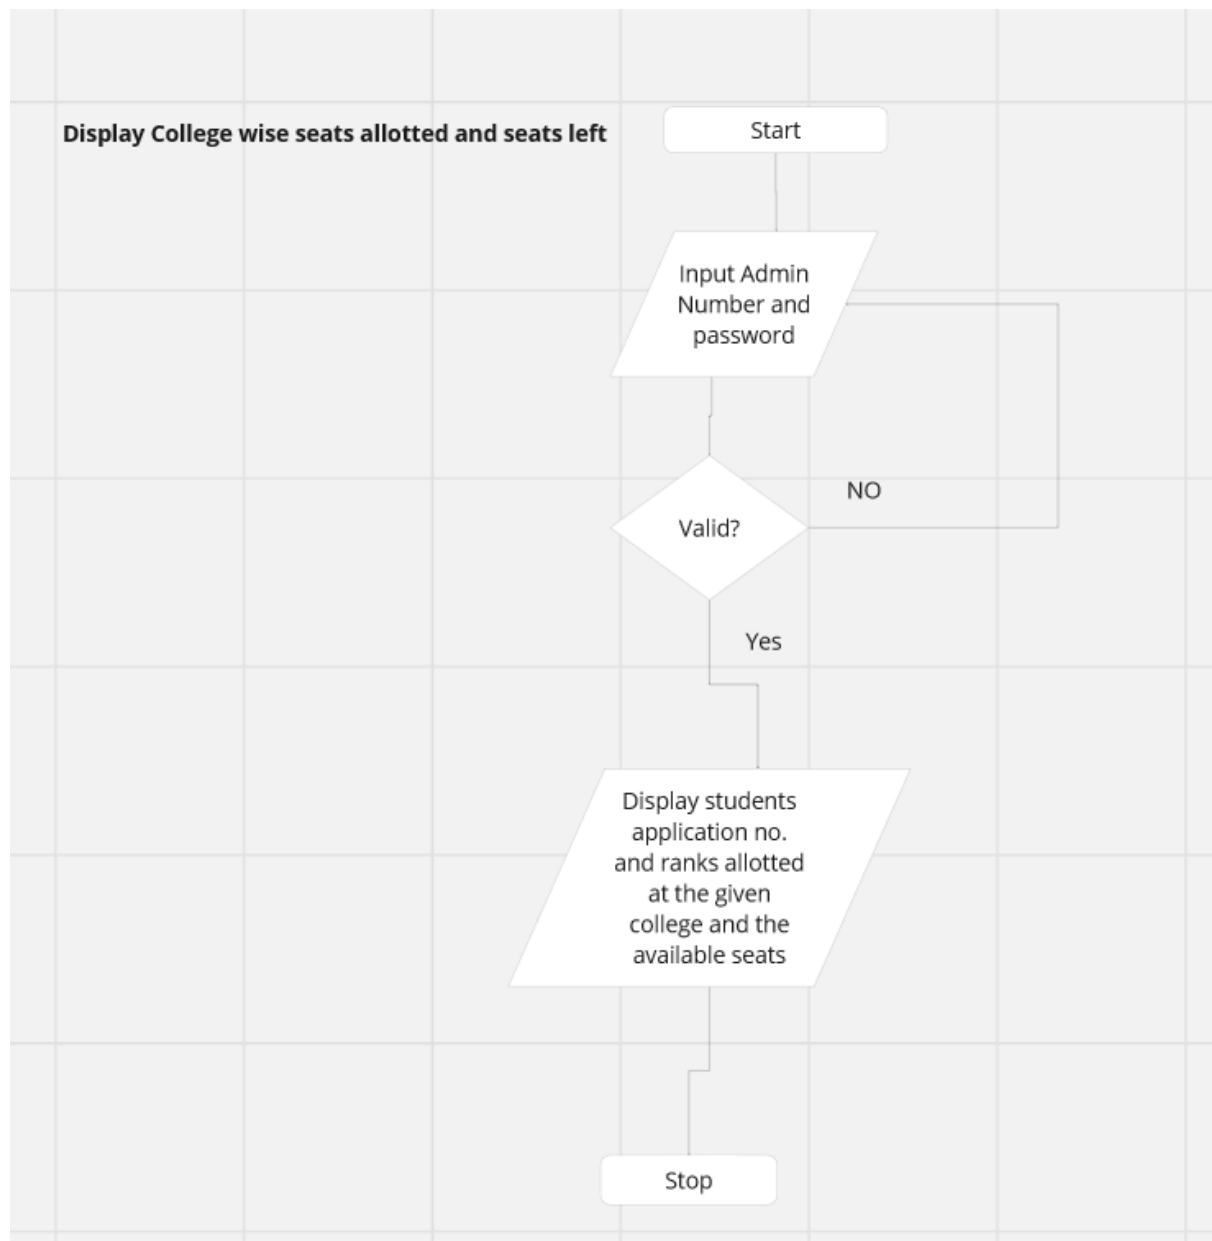 Display College wise seats allotted and seats left
Start
Input Admin
Number and
password
NO
Valid?
Yes
Display students
application no.
and ranks allotted
at the given
college and the
available seats
Stop